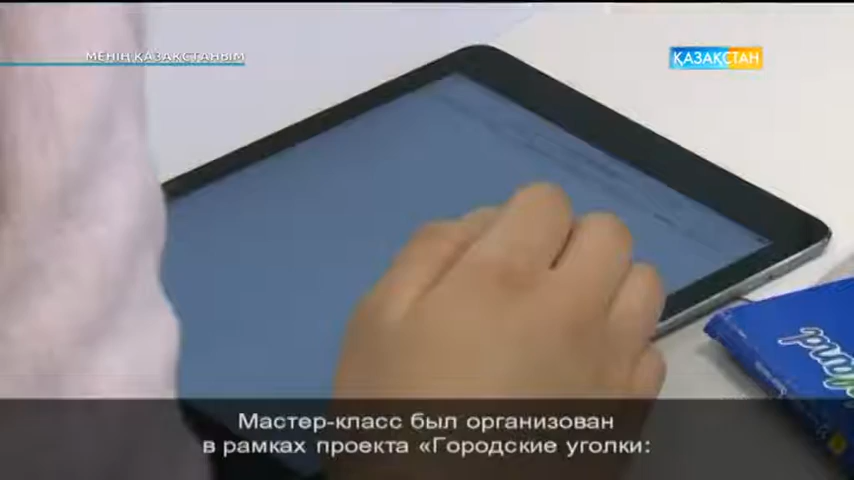 МЕНІҢ ҚАЗАҚСТАНЫМ
ҚАЗАҚСТАН
Мастер-класс был организован
в рамках проекта «Городские уголки: